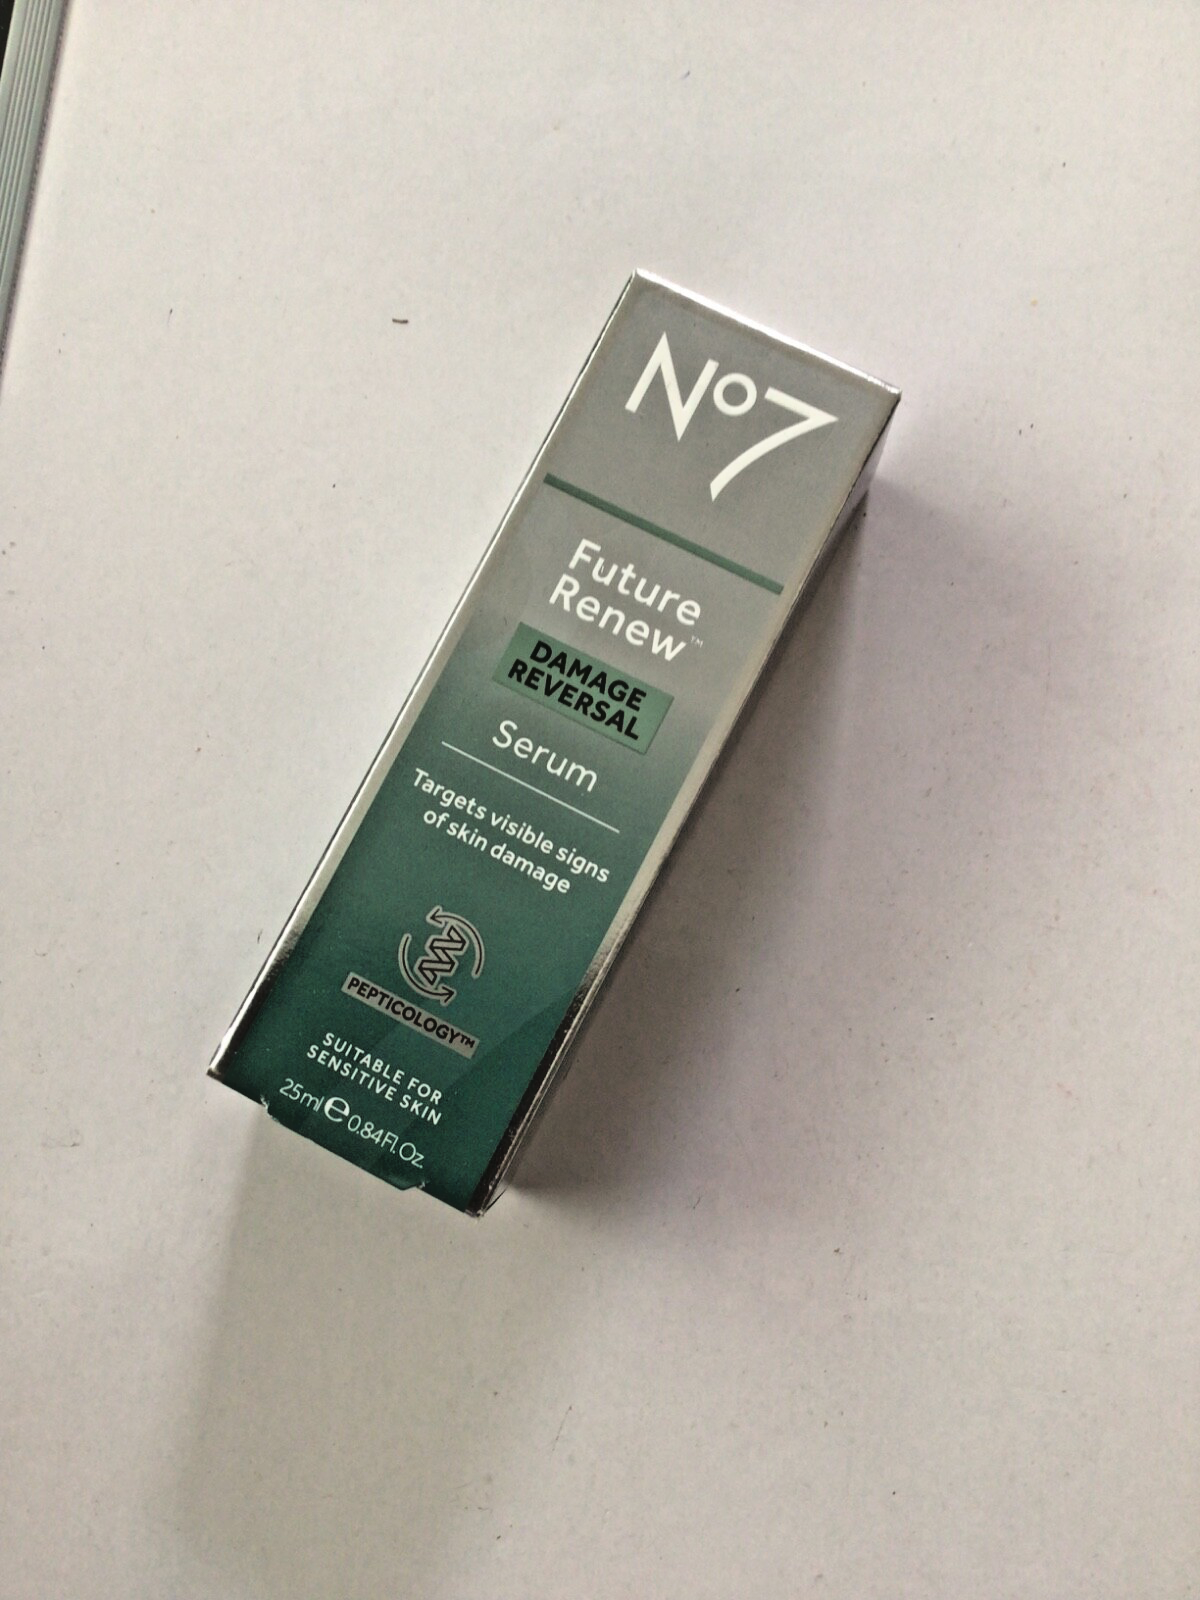 Nº7
Future
Renew™
DAMAGE
REVERSAL
Serum
Targets visible signs
of skin damage
PEPTICOLOGY™
SUITABLE FOR
SENSITIVE SKIN
25ml ℮ 0.84Fl.Oz